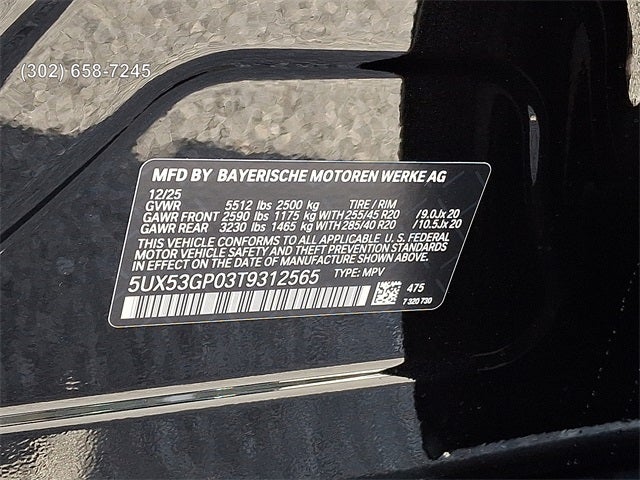 (302) 658-7245
MFD BY BAYERISCHE MOTOREN WERKE AG
12/25
GVWR 5512 lbs 2500 kg TIRE / RIM
GAWR FRONT 2590 lbs 1175 kg WITH 255/45 R20 /9.0Jx20
GAWR REAR 3230 lbs 1465 kg WITH 285/40 R20 /10.5Jx20
THIS VEHICLE CONFORMS TO ALL APPLICABLE U.S. FEDERAL
MOTOR VEHICLE SAFETY AND THEFT PREVENTION STANDARDS
IN EFFECT ON THE DATE OF MANUFACTURE SHOWN ABOVE.
5UX53GP03T9312565 TYPE: MPV
475
7 320 730